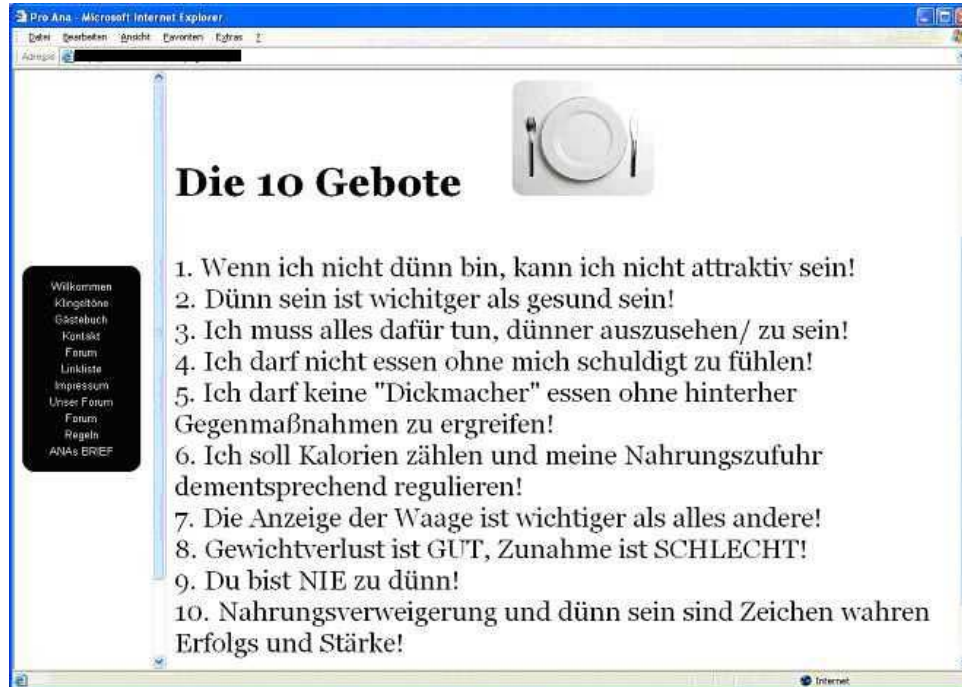 Pro Ana - Microsoft Internet Explorer
Datei Bearbeiten Ansicht Favoriten Extras ?
Adresse
Die 10 Gebote
Willkommen
Klingeltöne
Gästebuch
Kontakt
Forum
Linkliste
Impressum
Unser Forum
Forum
Regeln
ANAs BRIEF
1. Wenn ich nicht dünn bin, kann ich nicht attraktiv sein!
2. Dünn sein ist wichitger als gesund sein!
3. Ich muss alles dafür tun, dünner auszusehen/ zu sein!
4. Ich darf nicht essen ohne mich schuldigt zu fühlen!
5. Ich darf keine "Dickmacher" essen ohne hinterher
Gegenmaßnahmen zu ergreifen!
6. Ich soll Kalorien zählen und meine Nahrungszufuhr
dementsprechend regulieren!
7. Die Anzeige der Waage ist wichtiger als alles andere!
8. Gewichtverlust ist GUT, Zunahme ist SCHLECHT!
9. Du bist NIE zu dünn!
10. Nahrungsverweigerung und dünn sein sind Zeichen wahren
Erfolgs und Stärke!
Internet